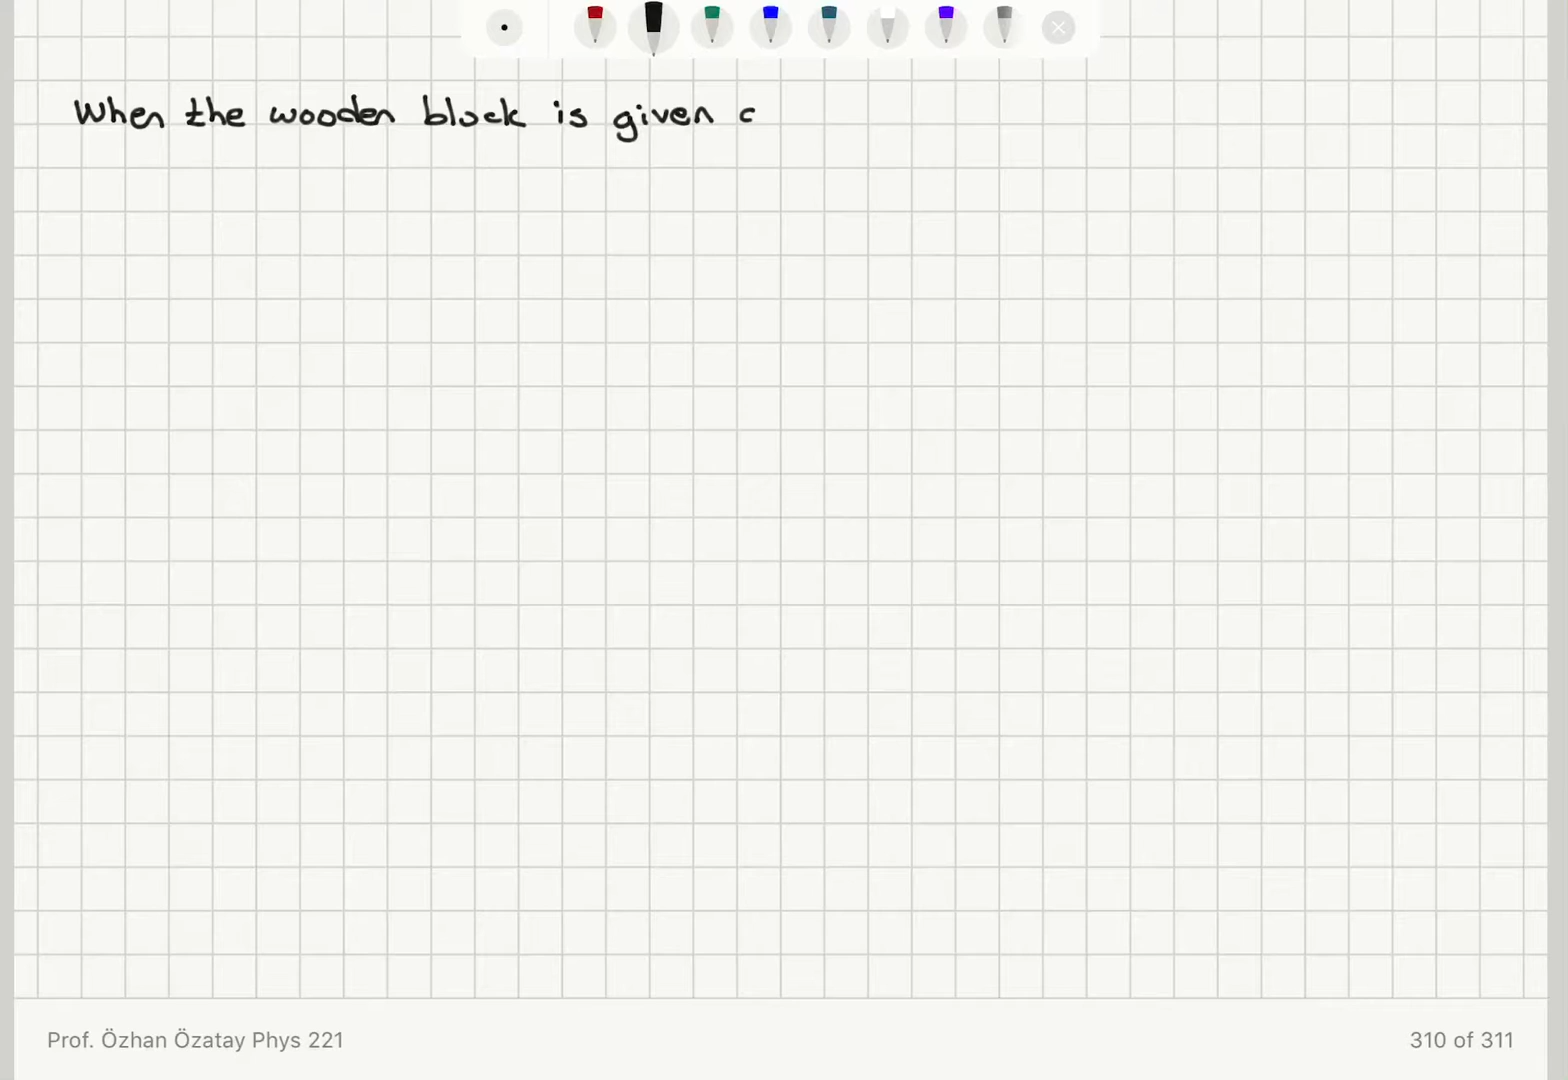 When the wooden block is given c
Prof. Özhan Özatay Phys 221
310 of 311